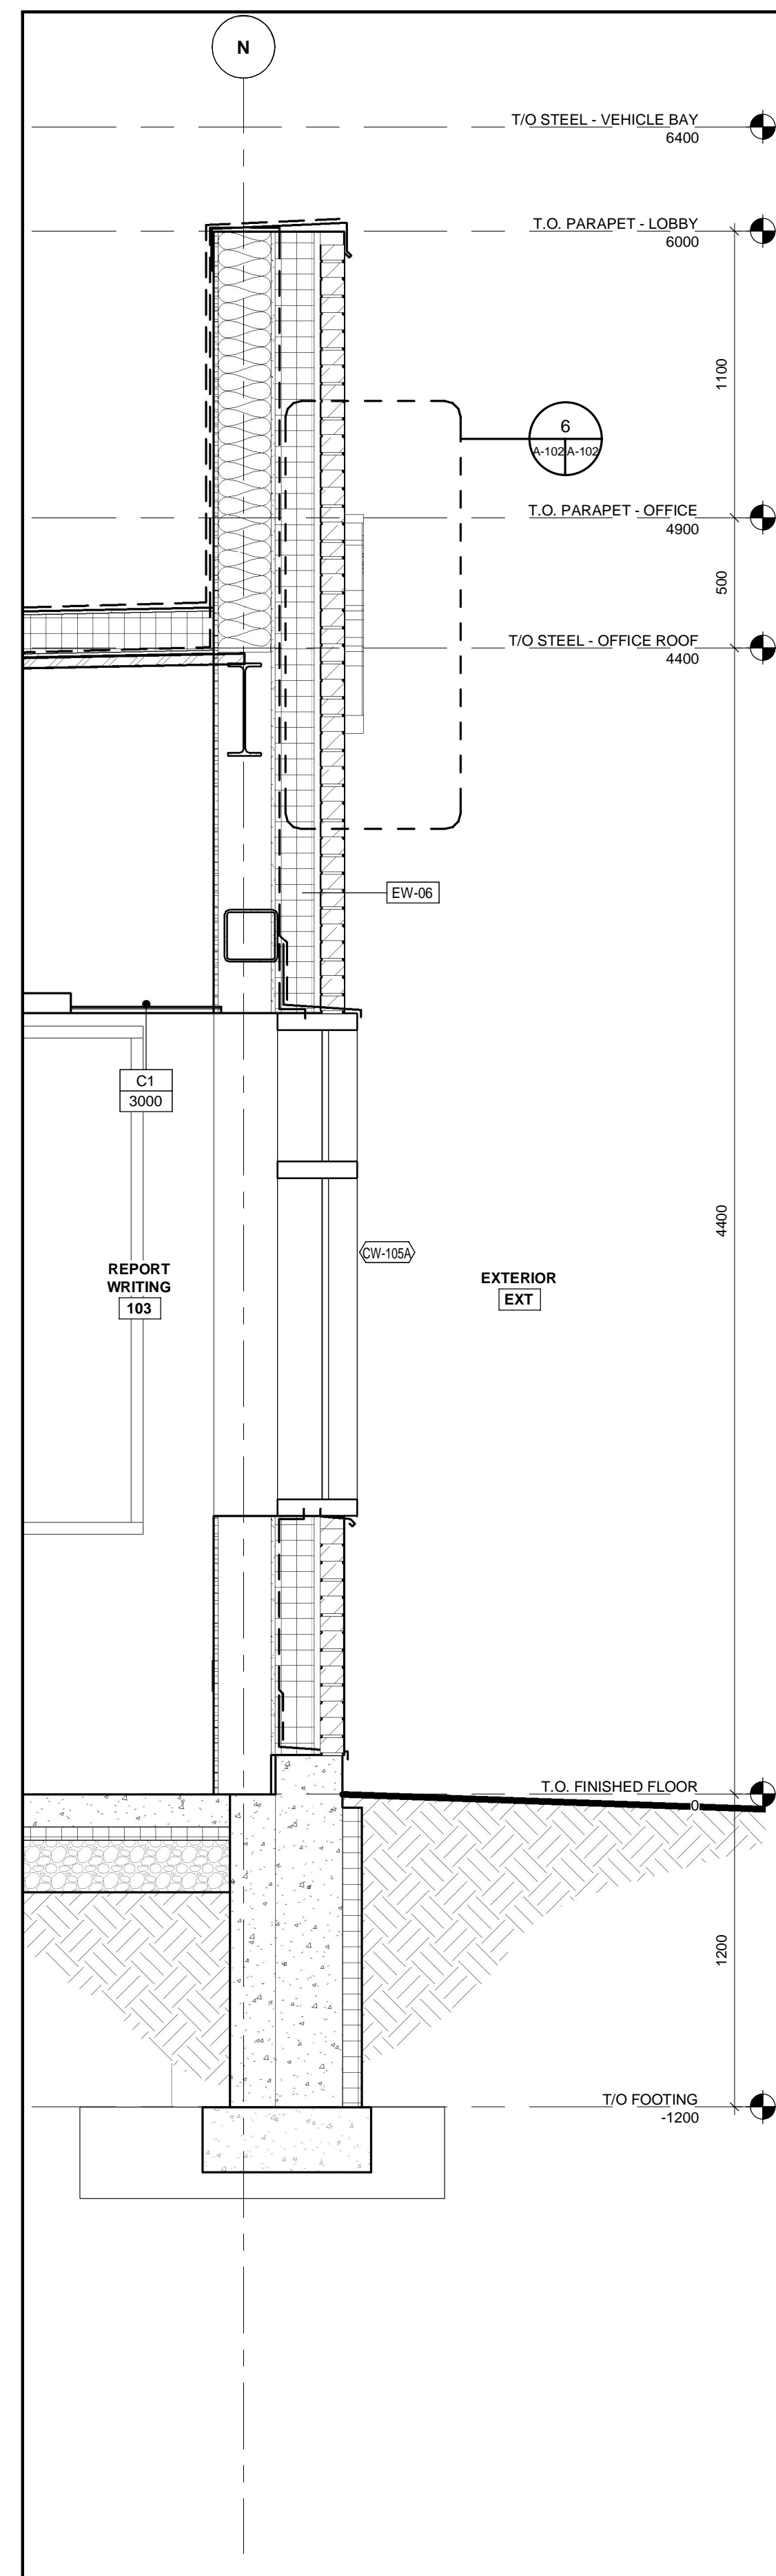 N
T/O STEEL - VEHICLE BAY
6400
T.O. PARAPET - LOBBY
6000
1100
6
A-102 A-102
T.O. PARAPET - OFFICE
4900
500
T/O STEEL - OFFICE ROOF
4400
EW-06
C1
3000
4400
CW-105A
REPORT
WRITING
103
EXTERIOR
EXT
T.O. FINISHED FLOOR
0
1200
T/O FOOTING
-1200